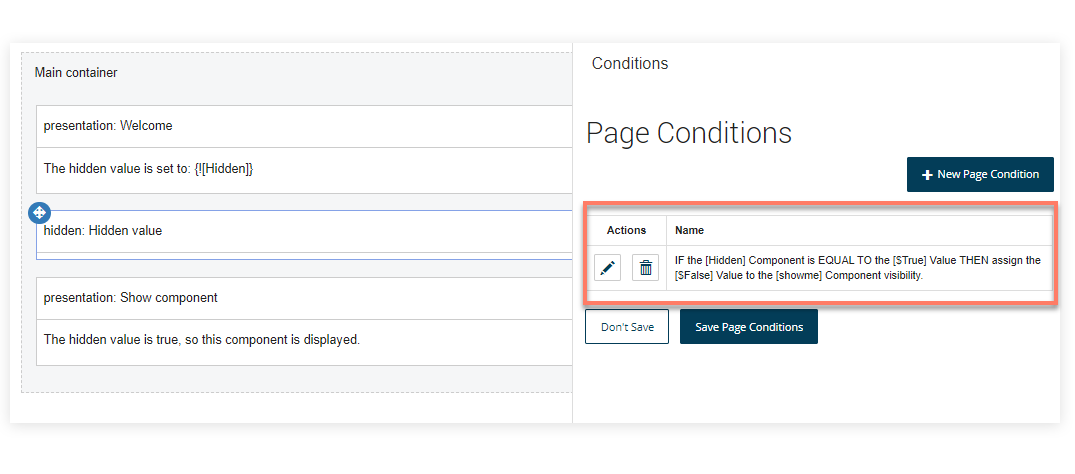 Main container
presentation: Welcome
The hidden value is set to: {![Hidden]}
hidden: Hidden value
presentation: Show component
The hidden value is true, so this component is displayed.
Conditions
Page Conditions
New Page Condition
Actions Name
IF the [Hidden] Component is EQUAL TO the [$True] Value THEN assign the
[$False] Value to the [showme] Component visibility.
Don't Save Save Page Conditions